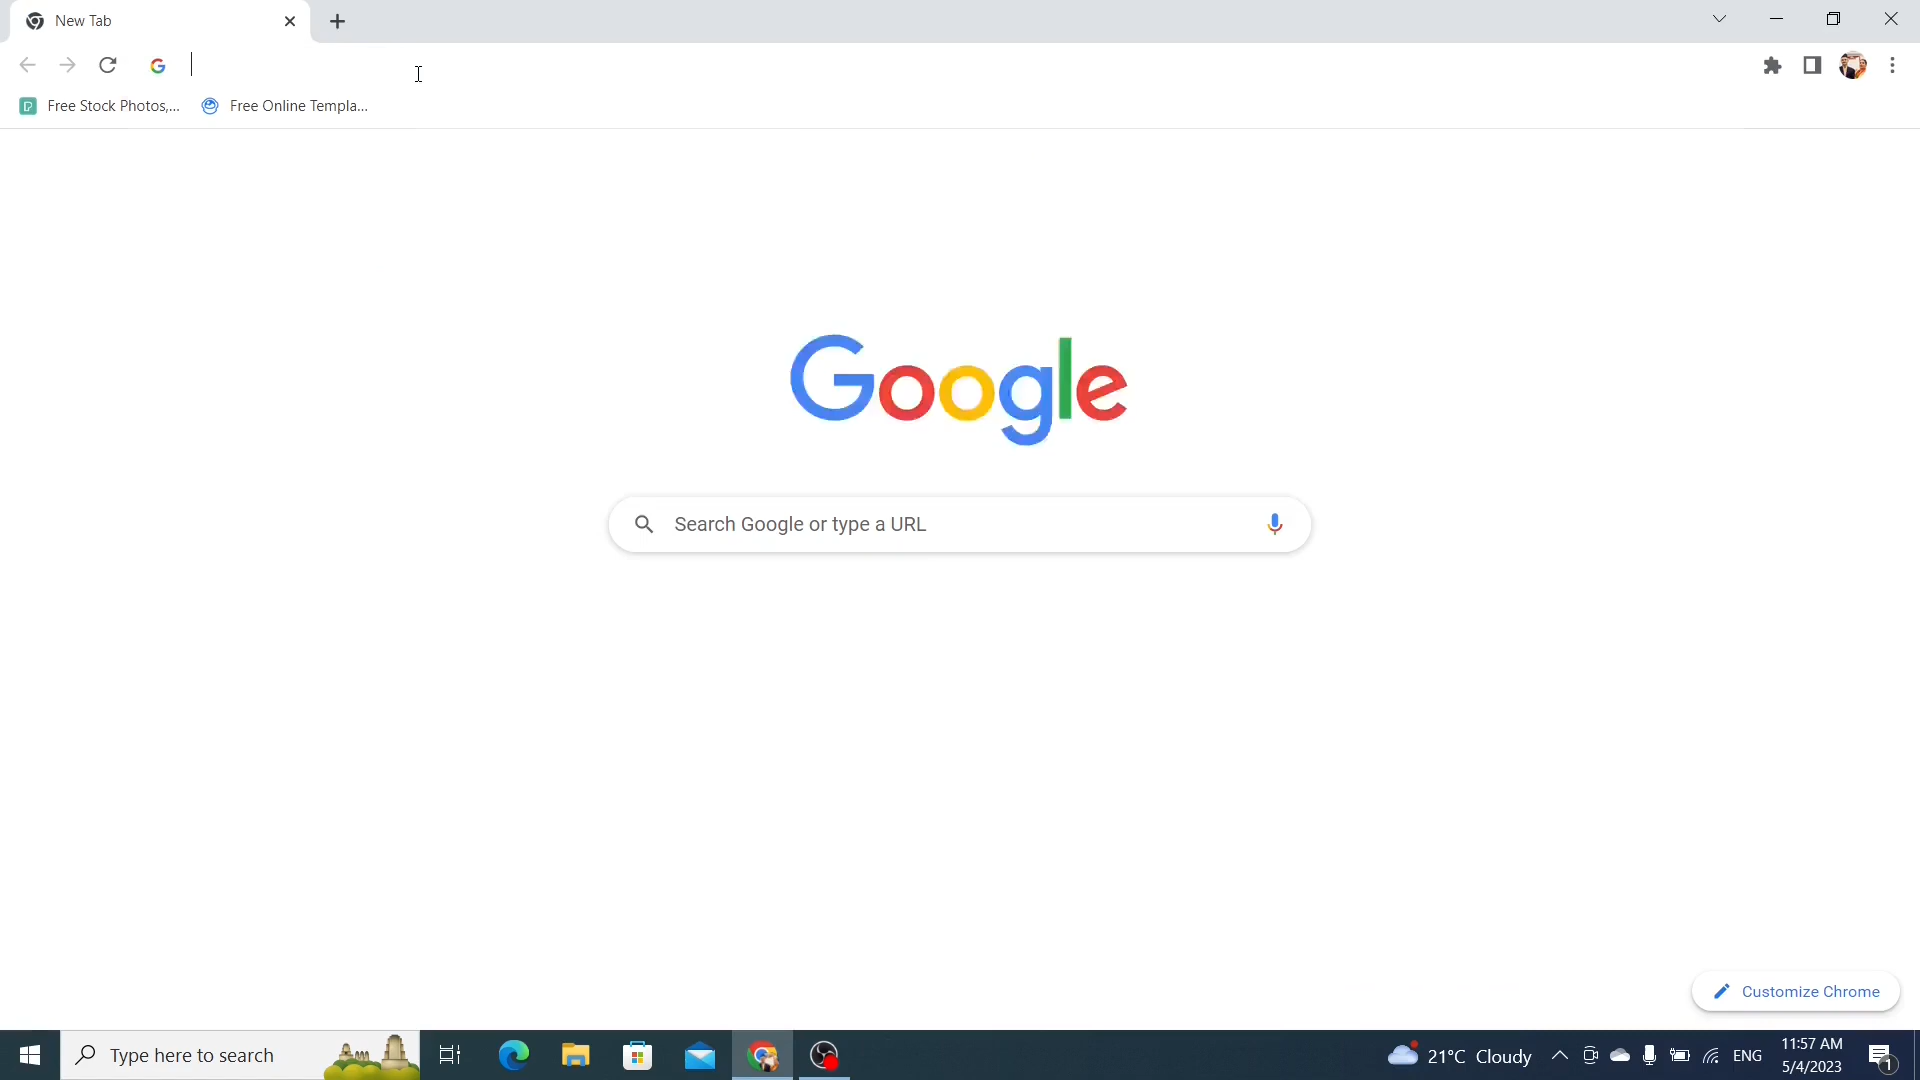 New Tab
Free Stock Photos,...
Free Online Templa...
Google
Search Google or type a URL
Customize Chrome
Type here to search
21°C Cloudy
ENG
11:57 AM
5/4/2023
1